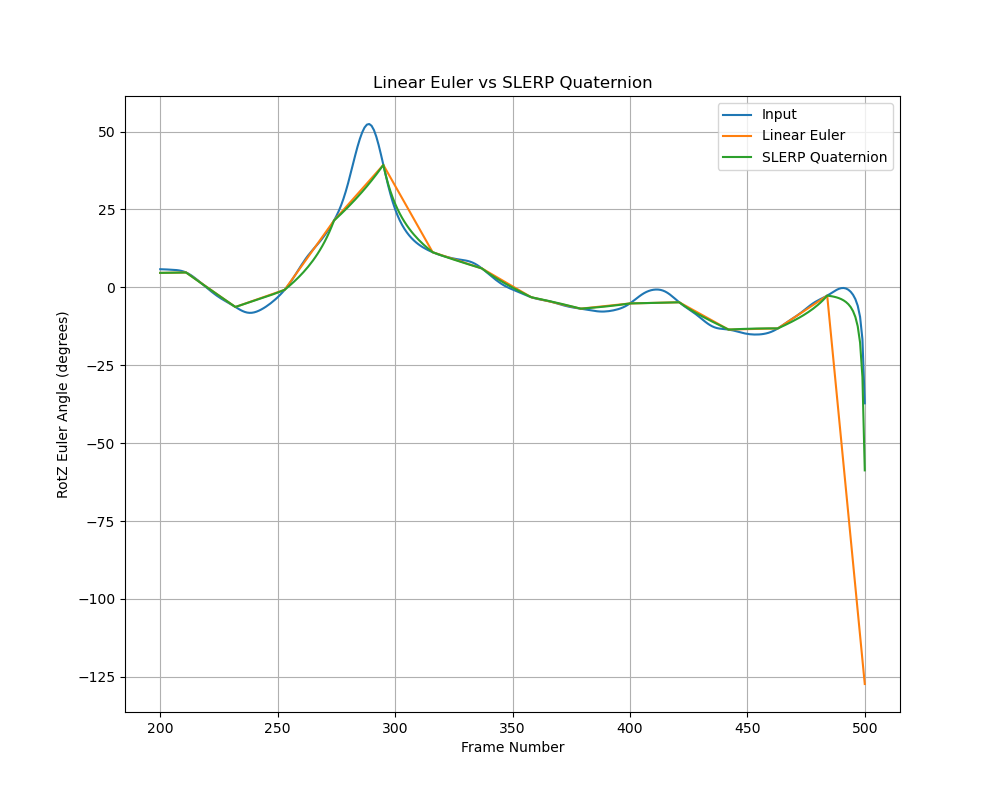 Linear Euler vs SLERP Quaternion
Input
Linear Euler
SLERP Quaternion
RotZ Euler Angle (degrees)
50
25
0
−25
−50
−75
−100
−125
200 250 300 350 400 450 500
Frame Number